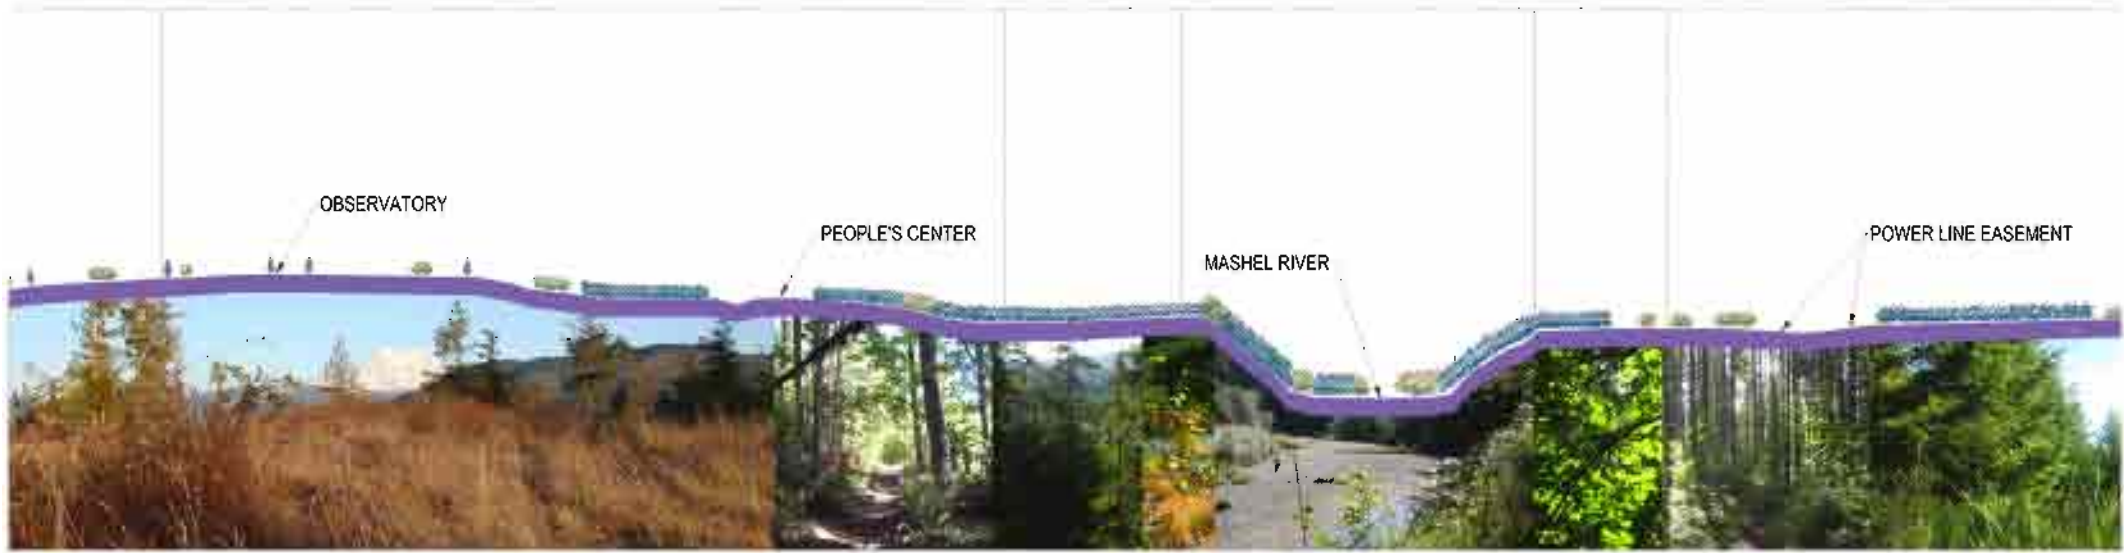 OBSERVATORY
PEOPLE'S CENTER
MASHEL RIVER
POWER LINE EASEMENT